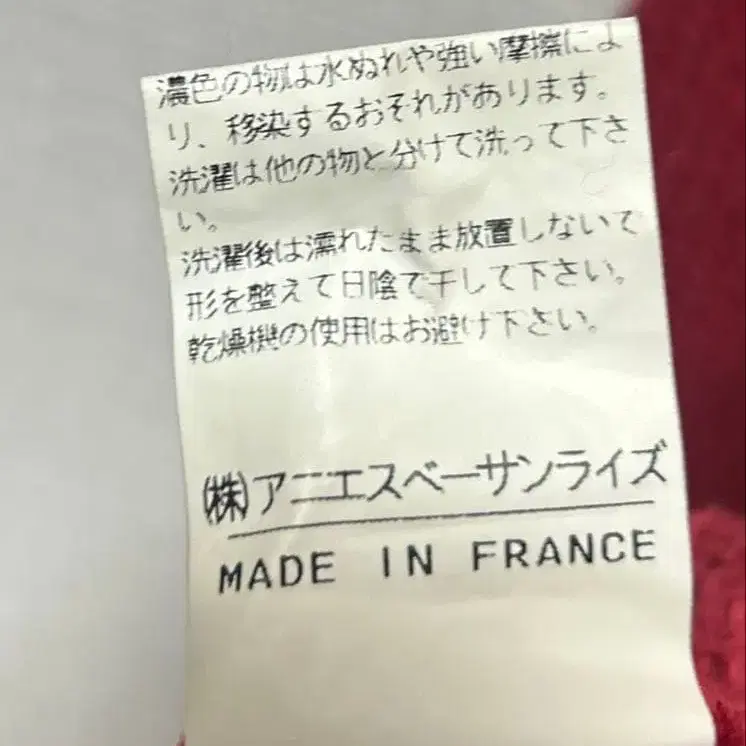 濃色の物は水ぬれや強い摩擦によ
り、移染するおそれがあります。
洗濯は他の物と分けて洗って下さ
い。
洗濯後は濡れたまま放置しないで
形を整えて日陰で干して下さい。
乾燥機の使用はお避け下さい。
㈱アニエスベーサンライズ
MADE IN FRANCE